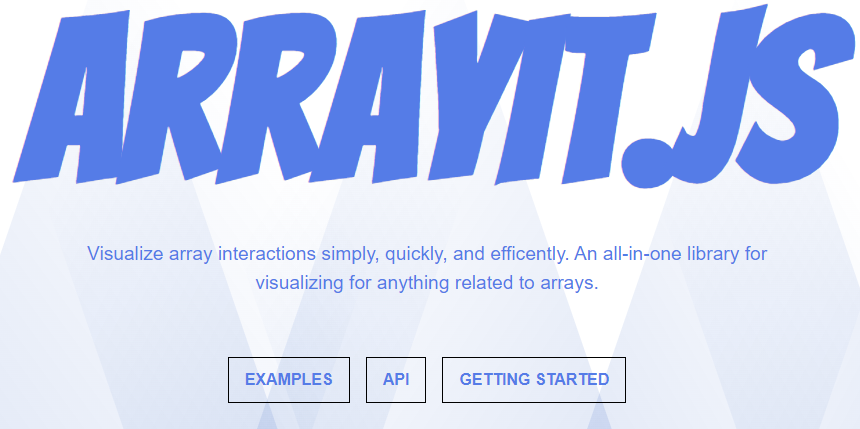 ARRAYIT.JS
Visualize array interactions simply, quickly, and efficently. An all-in-one library for
visualizing for anything related to arrays.
EXAMPLES
API
GETTING STARTED